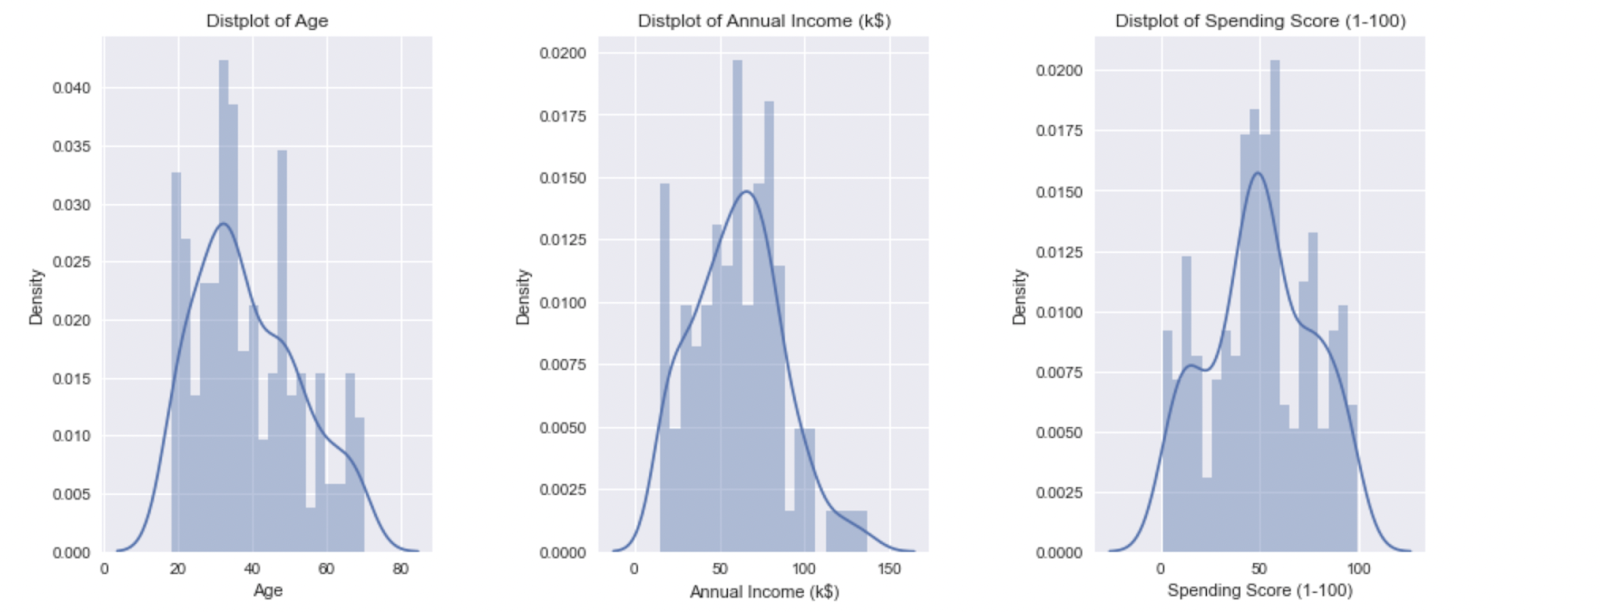 Distplot of Age
0.040
0.035
0.030
0.025
0.020
0.015
0.010
0.005
0.000
Density
0 20 40 60 80
Age
Distplot of Annual Income (k$)
0.0200
0.0175
0.0150
0.0125
0.0100
0.0075
0.0050
0.0025
0.0000
Density
0 50 100 150
Annual Income (k$)
Distplot of Spending Score (1-100)
0.0200
0.0175
0.0150
0.0125
0.0100
0.0075
0.0050
0.0025
0.0000
Density
0 50 100
Spending Score (1-100)